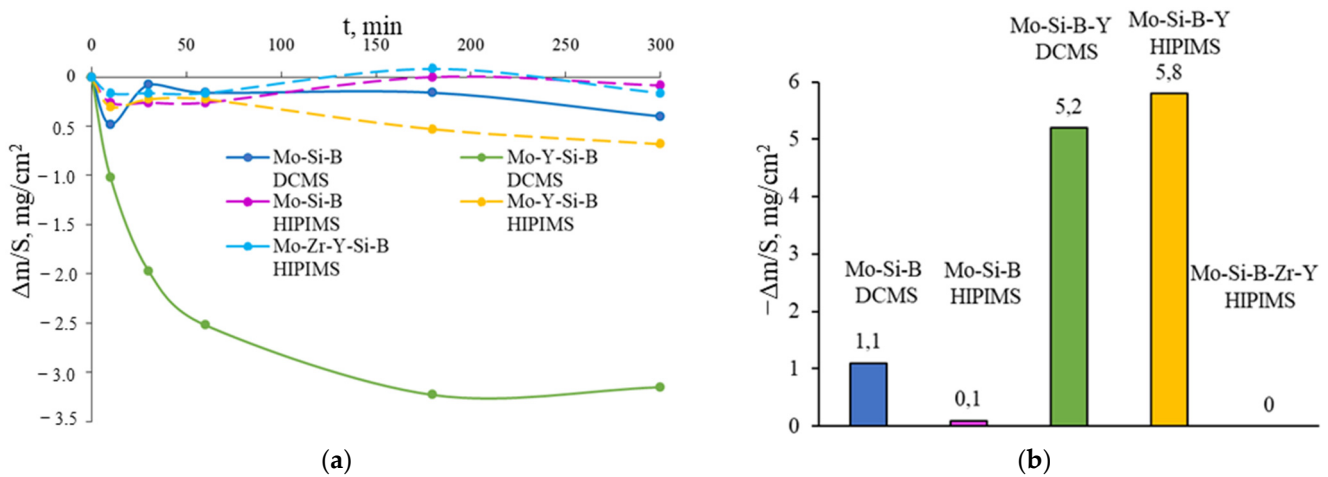 t, min
0
50
100
150
200
250
300
0
0.5
− 1.0
− 1.5
− 2.0
− 2.5
− 3.0
− 3.5
Δm/S, mg/cm²
Mo-Si-B
DCMS
Mo-Si-B
HIPIMS
Mo-Zr-Y-Si-B
HIPIMS
Mo-Y-Si-B
DCMS
Mo-Y-Si-B
HIPIMS
(a)
−Δm/S, mg/cm²
6
5
4
3
2
1
0
Mo-Si-B
DCMS
1,1
Mo-Si-B
HIPIMS
0,1
Mo-Si-B-Y
DCMS
5,2
Mo-Si-B-Y
HIPIMS
5,8
Mo-Si-B-Zr-Y
HIPIMS
0
(b)